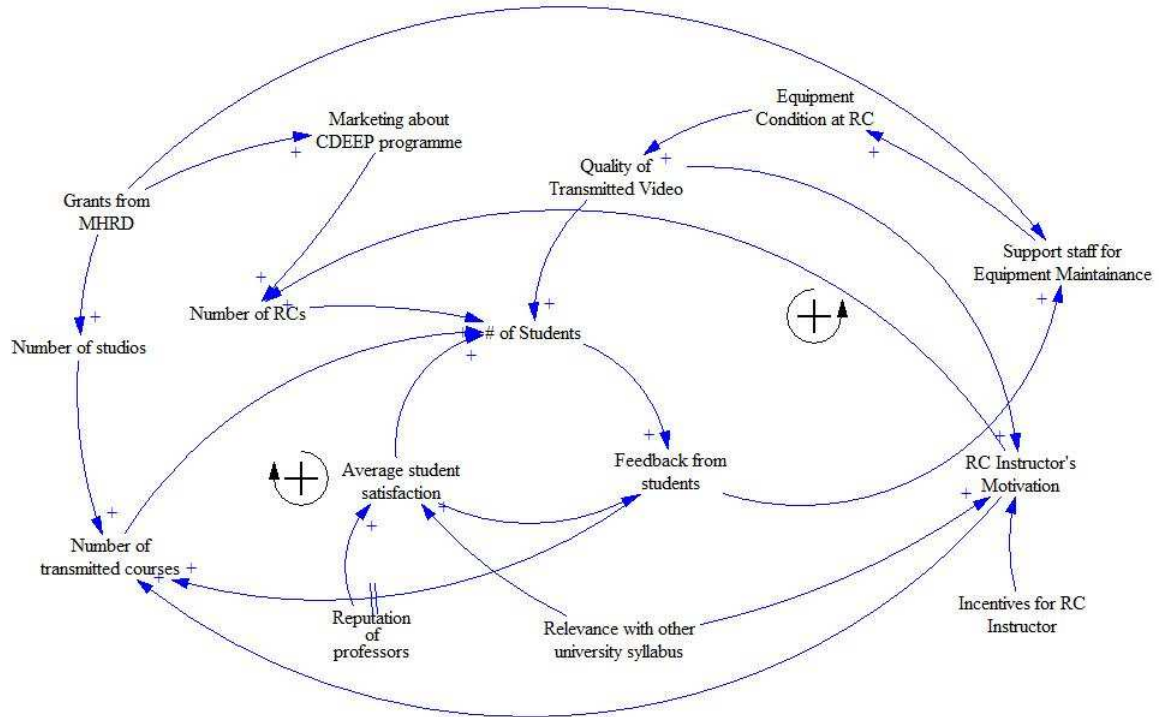 Equipment
Condition at RC
Marketing about
CDEEP programme
+
+
Quality of
Transmitted Video
+
Grants from
MHRD
Support staff for
Equipment Maintainance
+
+
+
Number of RCs
+
+
# of Students
+
+
Number of studios
+
+
Feedback from
students
+
RC Instructor's
Motivation
+
Average student
satisfaction
+
+
+
Number of
transmitted courses
+
+
Incentives for RC
Instructor
Reputation
of
professors
Relevance with other
university syllabus